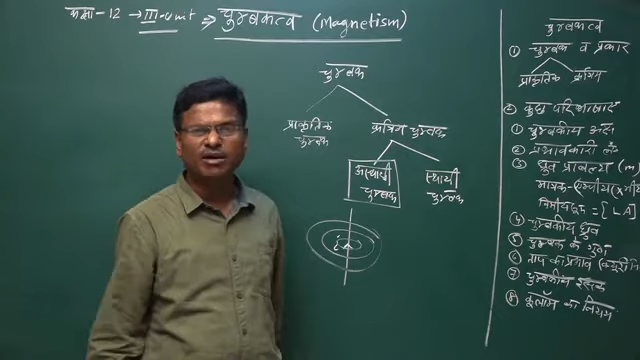 कक्षा-12 → III-Unit ⇒ चुम्बकत्व (Magnetism)
चुम्बक
प्राकृतिक चुम्बक
कृत्रिम चुम्बक
अस्थायी चुम्बक
स्थायी चुम्बक
चुम्बकत्व
① चुम्बक व प्रकार
प्राकृतिक कृत्रिम
② कुछ परिभाषाएं
① चुम्बकीय अक्ष
② प्रभावकारी लं०
③ ध्रुव प्राबल्य (m)
मात्रक-
= [LA]
④ चुम्बकीय ध्रुव
⑤ चुम्बक के गुण
⑥ ताप का प्रभाव
⑦ चुम्बकीय
⑧ कूलॉम का नियम